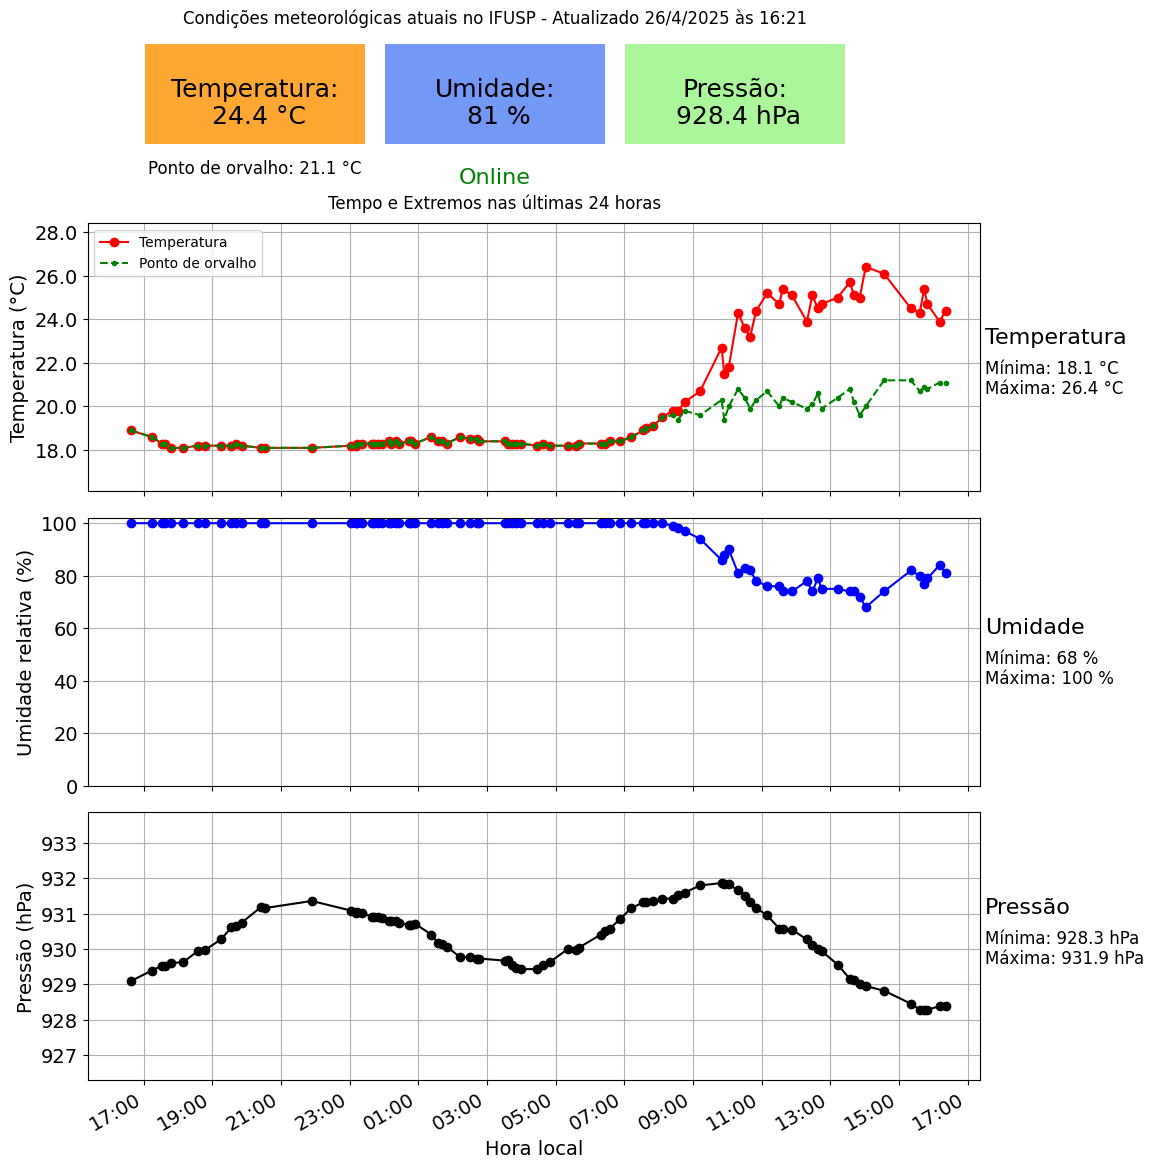 Condições meteorológicas atuais no IFUSP - Atualizado 26/4/2025 às 16:21
Temperatura:
24.4 °C
Umidade:
81 %
Pressão:
928.4 hPa
Ponto de orvalho: 21.1 °C
Online
Tempo e Extremos nas últimas 24 horas
Temperatura (°C)
28.0
26.0
24.0
22.0
20.0
18.0
Temperatura
Ponto de orvalho
Temperatura
Mínima: 18.1 °C
Máxima: 26.4 °C
Umidade relativa (%)
100
80
60
40
20
0
Umidade
Mínima: 68 %
Máxima: 100 %
Pressão (hPa)
933
932
931
930
929
928
927
Pressão
Mínima: 928.3 hPa
Máxima: 931.9 hPa
17:00
19:00
21:00
23:00
01:00
03:00
05:00
07:00
09:00
11:00
13:00
15:00
17:00
Hora local